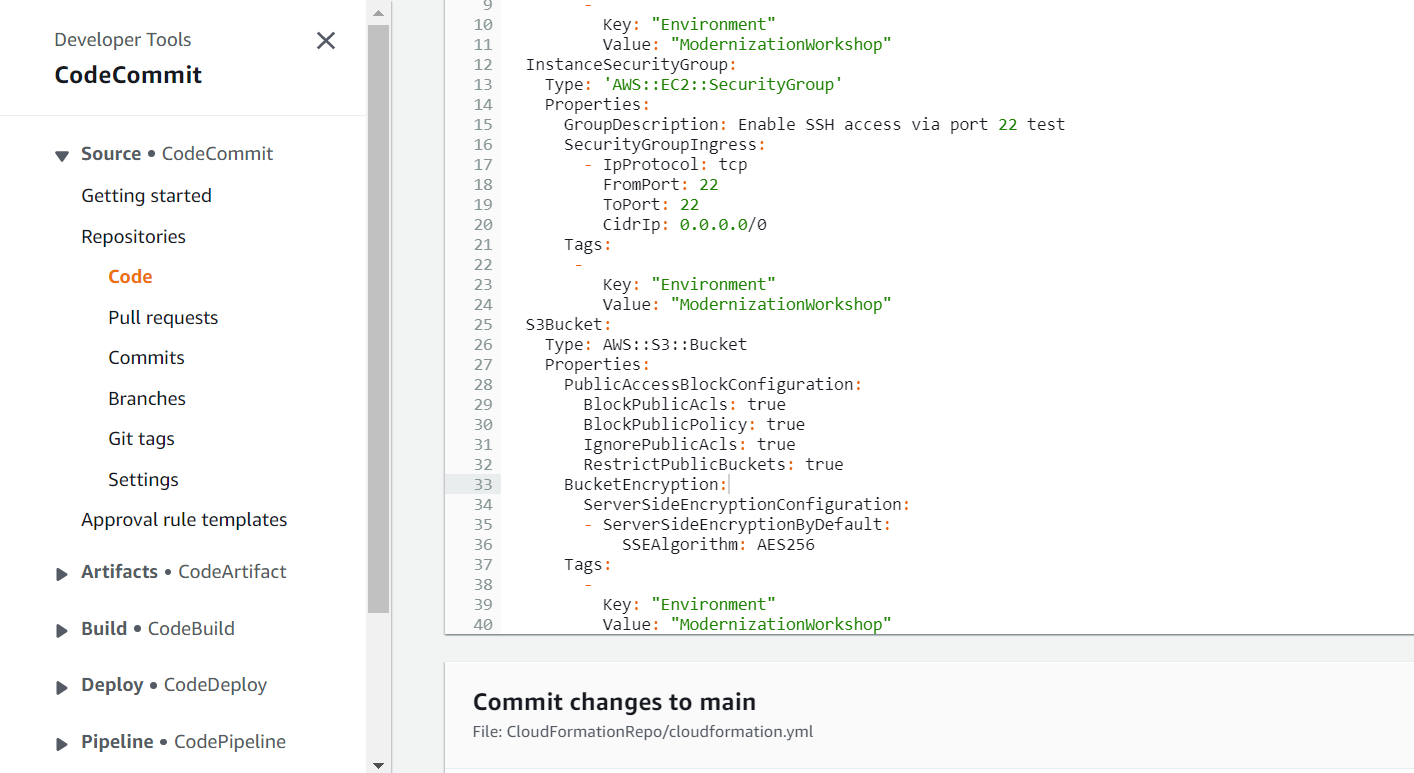 Developer Tools
CodeCommit
Source • CodeCommit
Getting started
Repositories
Code
Pull requests
Commits
Branches
Git tags
Settings
Approval rule templates
Artifacts • CodeArtifact
Build • CodeBuild
Deploy • CodeDeploy
Pipeline • CodePipeline
9 -
10 Key: "Environment"
11 Value: "ModernizationWorkshop"
12 InstanceSecurityGroup:
13 Type: 'AWS::EC2::SecurityGroup'
14 Properties:
15 GroupDescription: Enable SSH access via port 22 test
16 SecurityGroupIngress:
17 - IpProtocol: tcp
18 FromPort: 22
19 ToPort: 22
20 CidrIp: 0.0.0.0/0
21 Tags:
22 -
23 Key: "Environment"
24 Value: "ModernizationWorkshop"
25 S3Bucket:
26 Type: AWS::S3::Bucket
27 Properties:
28 PublicAccessBlockConfiguration:
29 BlockPublicAcls: true
30 BlockPublicPolicy: true
31 IgnorePublicAcls: true
32 RestrictPublicBuckets: true
33 BucketEncryption:
34 ServerSideEncryptionConfiguration:
35 - ServerSideEncryptionByDefault:
36 SSEAlgorithm: AES256
37 Tags:
38 -
39 Key: "Environment"
40 Value: "ModernizationWorkshop"
Commit changes to main
File: CloudFormationRepo/cloudformation.yml